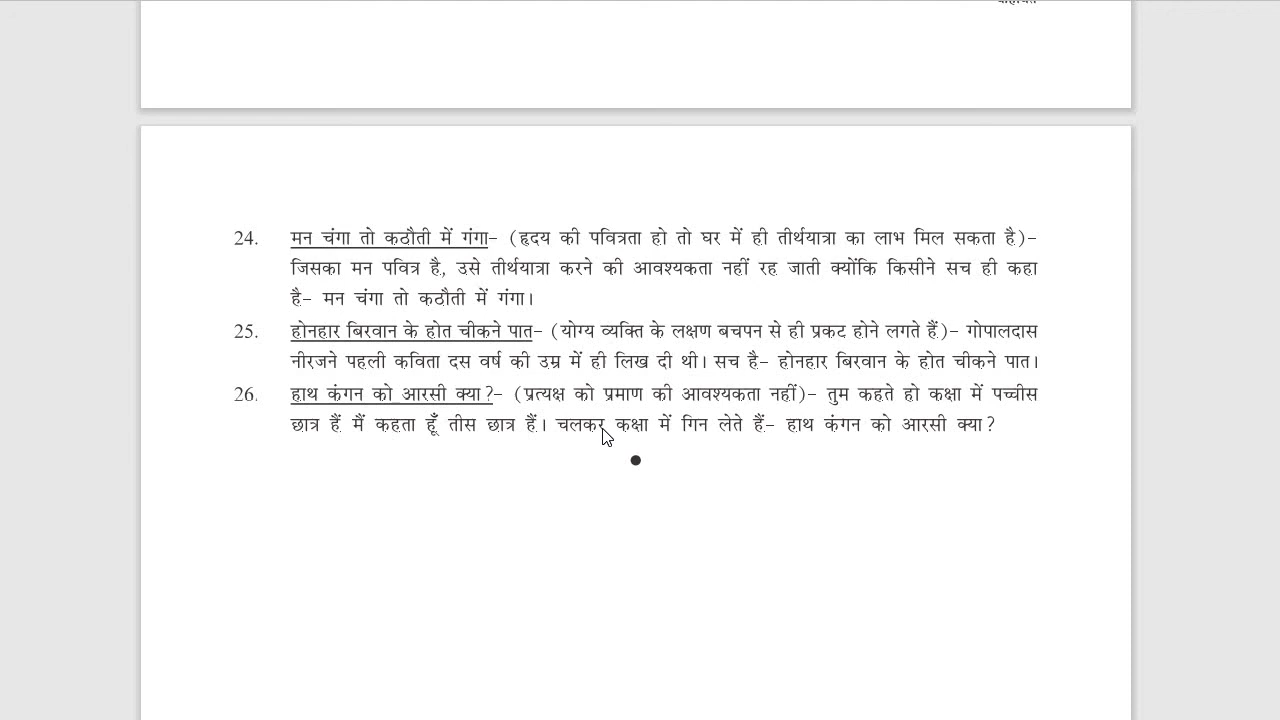 24. मन चंगा तो कठौती में गंगा– (हृदय की पवित्रता हो तो घर में ही तीर्थयात्रा का लाभ मिल सकता है)–
जिसका मन पवित्र है, उसे तीर्थयात्रा करने की आवश्यकता नहीं रह जाती क्योंकि किसीने सच ही कहा
है– मन चंगा तो कठौती में गंगा।
25. होनहार बिरवान के होत चीकने पात– (योग्य व्यक्ति के लक्षण बचपन से ही प्रकट होने लगते हैं)– गोपालदास
नीरजने पहली कविता दस वर्ष की उम्र में ही लिख दी थी। सच है– होनहार बिरवान के होत चीकने पात।
26. हाथ कंगन को आरसी क्या?– (प्रत्यक्ष को प्रमाण की आवश्यकता नहीं)– तुम कहते हो कक्षा में पच्चीस
छात्र हैं मैं कहता हूँ तीस छात्र हैं। चलकर कक्षा में गिन लेते हैं– हाथ कंगन को आरसी क्या?